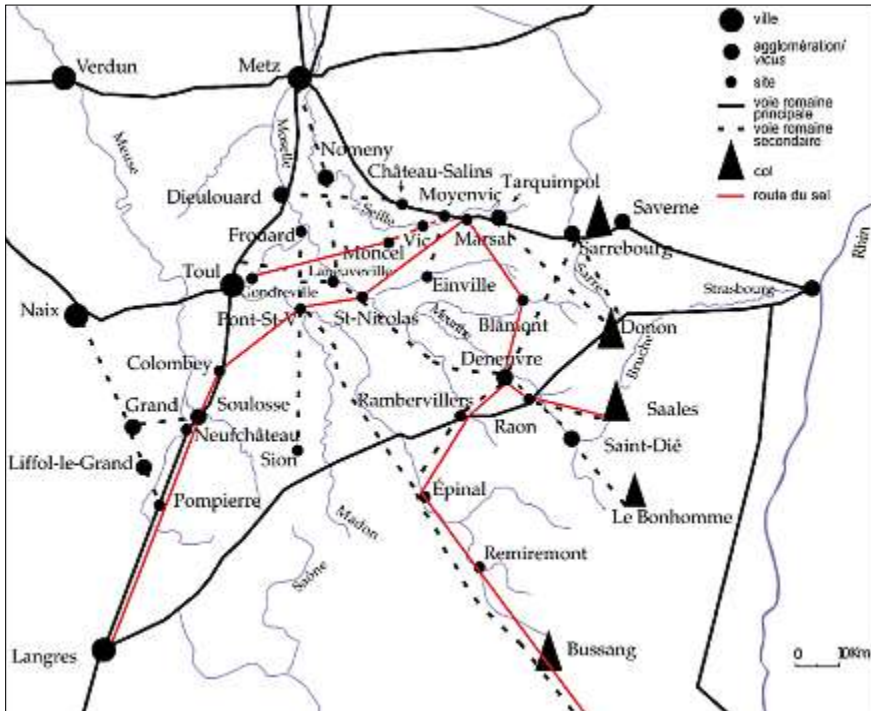 ville
agglomération/
vicus
site
voie romaine
principale
voie romaine
secondaire
col
route du sel
Verdun
Metz
Meuse
Moselle
Nomeny
Château-Salins
Dieulouard
Moyenvic
Tarquimpol
Seille
Saverne
Frouard
Vic
Marsal
Sarrebourg
Rhin
Moncel
Toul
Laneuveville
Sarre
Gondreville
Einville
Strasbourg
Naix
Pont-St-V
St-Nicolas
Meurthe
Blâmont
Donon
Bruche
Colombey
Deneuvre
Grand
Soulosse
Rambervillers
Saales
Neufchâteau
Raon
Saint-Dié
Liffol-le-Grand
Sion
Épinal
Pompierre
Le Bonhomme
Madon
Saône
Remiremont
Langres
Bussang
0 10Km